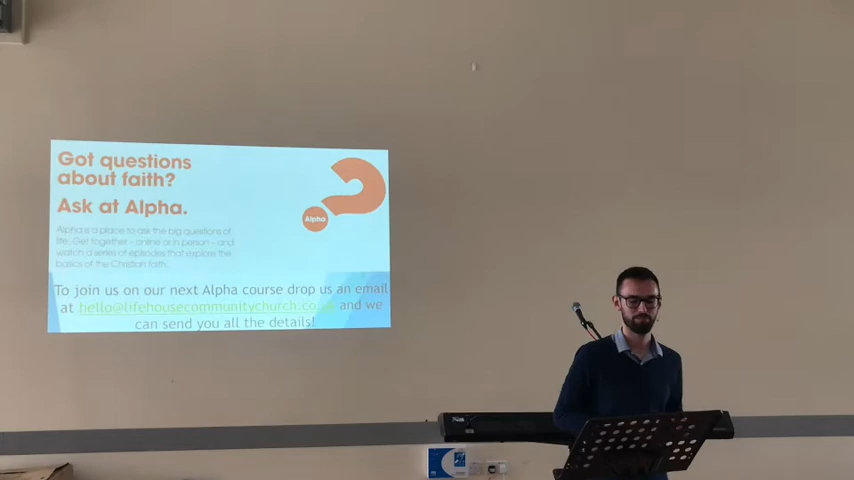 Got questions
about faith?
Ask at Alpha.
Alpha
Alpha is a place to ask the big questions of
life. Get together - online or in person - and
watch a series of episodes that explore the
basics of the Christian faith.
To join us on our next Alpha course drop us an email
at hello@lifehousecommunitychurch.co. and we
can send you all the details!